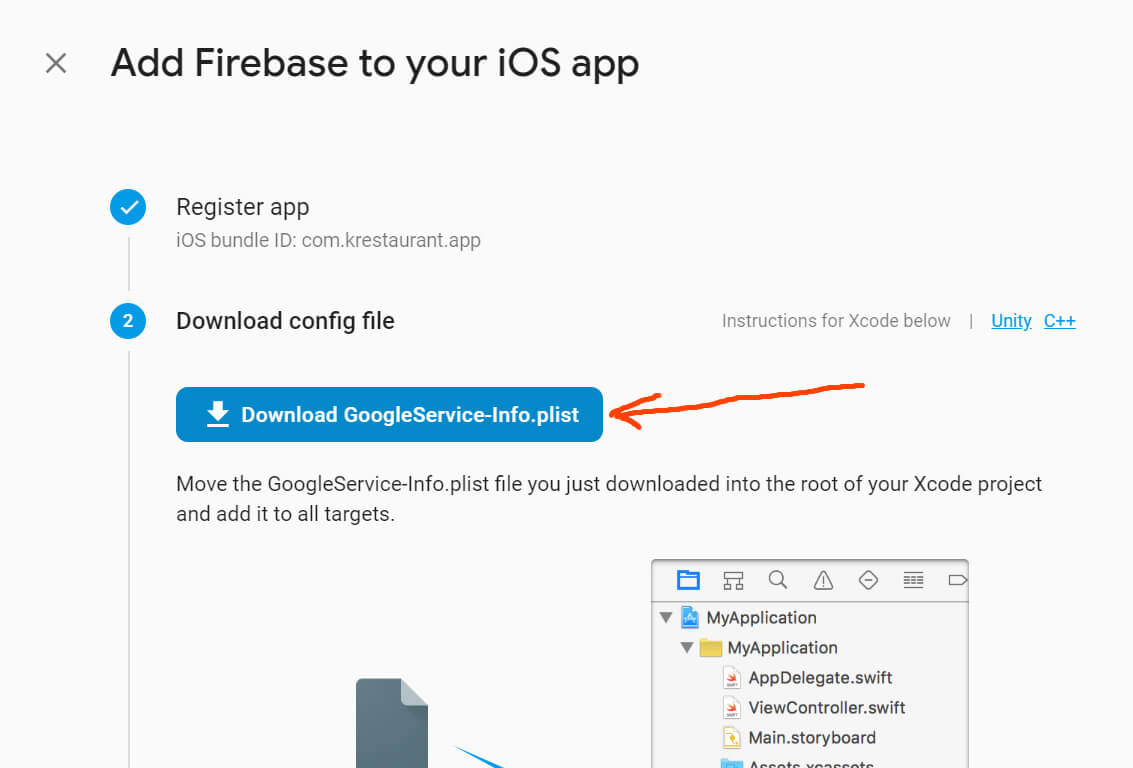 Add Firebase to your iOS app
Register app
iOS bundle ID: com.krestaurant.app
2 Download config file
Instructions for Xcode below | Unity C++
Download GoogleService-Info.plist
Move the GoogleService-Info.plist file you just downloaded into the root of your Xcode project
and add it to all targets.
MyApplication
MyApplication
AppDelegate.swift
ViewController.swift
Main.storyboard
Assets.xcassets